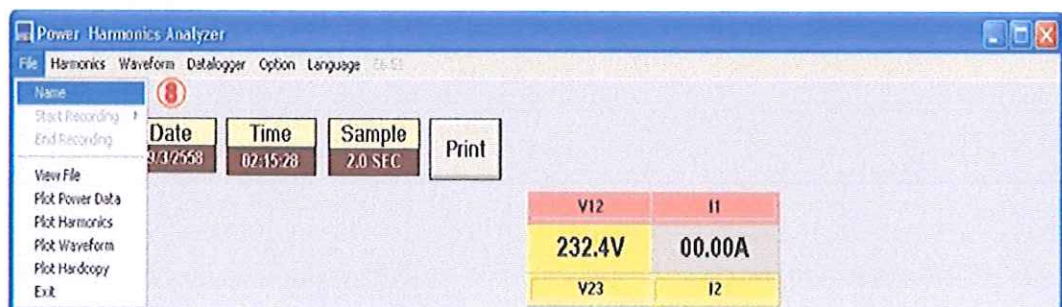 Power Harmonics Analyzer
File Harmonics Waveform Datalogger Option Language
Name
8
Start Recording
End Recording
Date Time Sample Print
9/3/2558 02:15:28 2.0 SEC
View File
Plot Power Data
Plot Harmonics
Plot Waveform
Plot Hardcopy
Exit
V12 I1
232.4V 00.00A
V23 I2